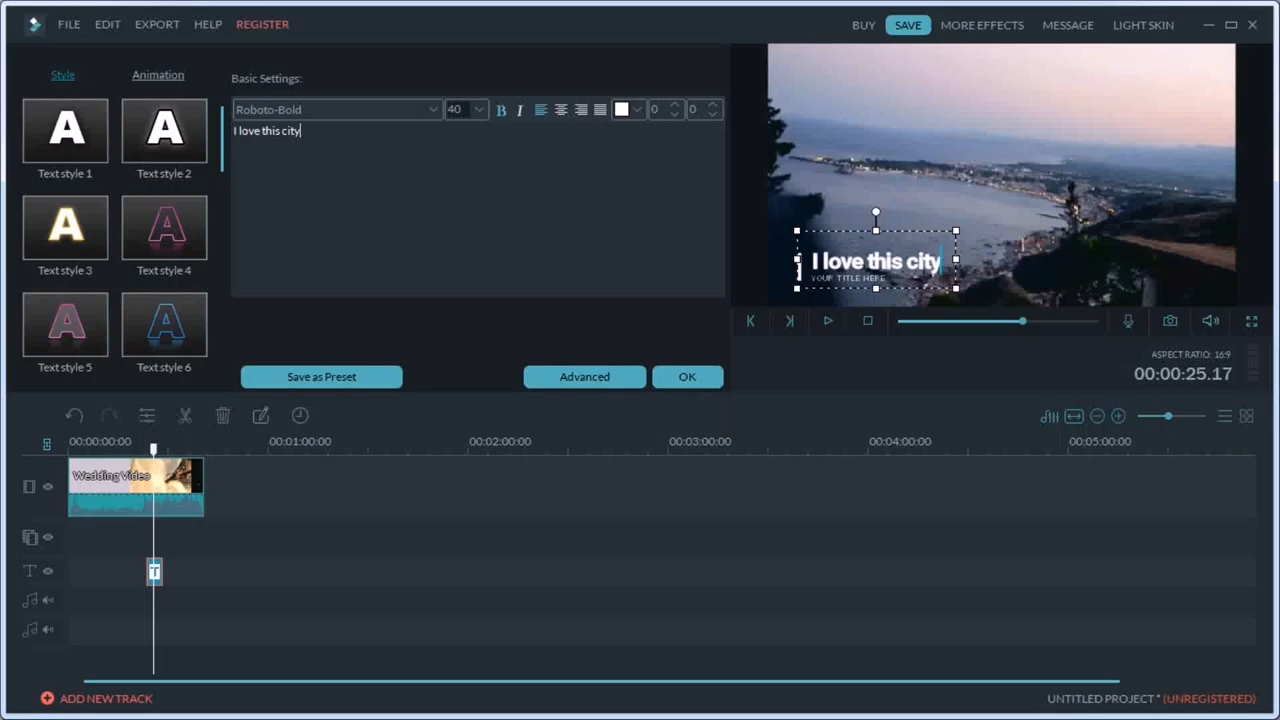 FILE EDIT EXPORT HELP REGISTER BUY SAVE MORE EFFECTS MESSAGE LIGHT SKIN
Style Animation
Basic Settings:
Roboto-Bold 40 B I 0 0
I love this city
A A
Text style 1 Text style 2
A A
Text style 3 Text style 4
A A
Text style 5 Text style 6
I love this city
YOUR TITLE HERE
Save as Preset Advanced OK
ASPECT RATIO: 16:9
00:00:25.17
00:00:00:00 00:01:00:00 00:02:00:00 00:03:00:00 00:04:00:00 00:05:00:00
Wedding Video
T T
ADD NEW TRACK UNTITLED PROJECT * (UNREGISTERED)